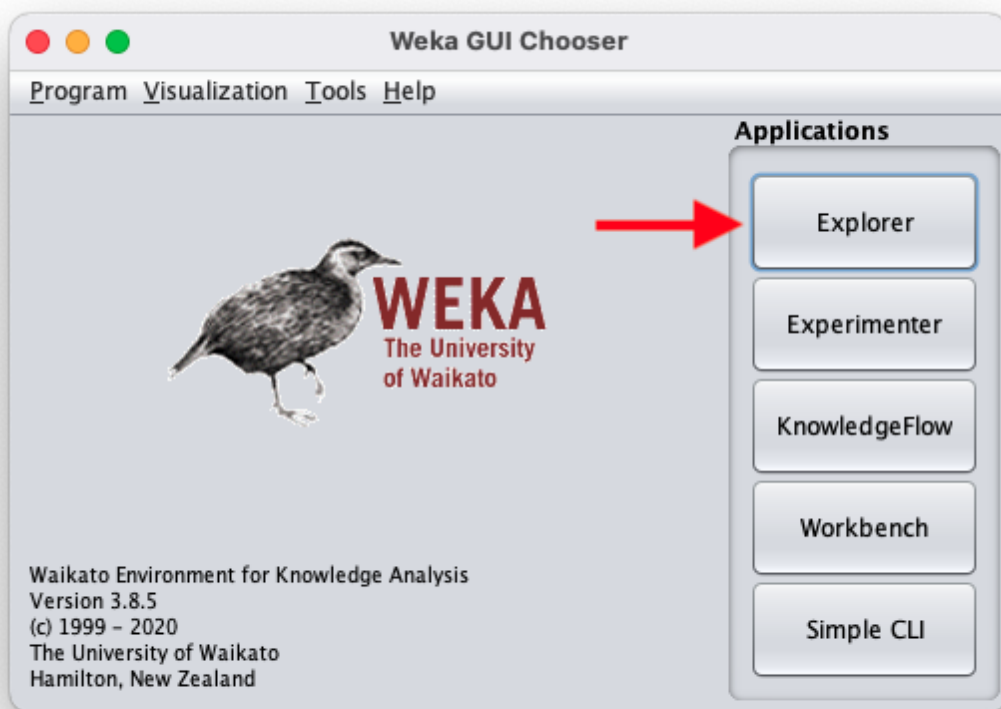 Weka GUI Chooser
Program Visualization Tools Help
Applications
Explorer
Experimenter
KnowledgeFlow
Workbench
Simple CLI
WEKA
The University
of Waikato
Waikato Environment for Knowledge Analysis
Version 3.8.5
(c) 1999 – 2020
The University of Waikato
Hamilton, New Zealand